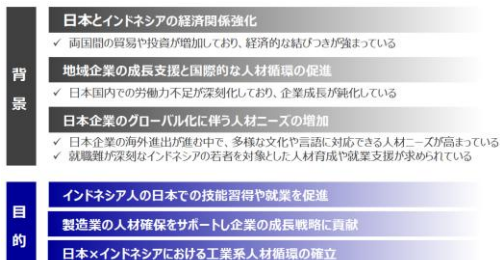 背景
日本とインドネシアの経済関係強化
✓ 両国間の貿易や投資が増加しており、経済的な結びつきが強まっている
地域企業の成長支援と国際的な人材循環の促進
✓ 日本国内での労働力不足が深刻化しており、企業成長が鈍化している
日本企業のグローバル化に伴う人材ニーズの増加
✓ 日本企業の海外進出が進む中で、多様な文化や言語に対応できる人材ニーズが高まっている
✓ 就職難が深刻なインドネシアの若者を対象とした人材育成や就業支援が求められている
目的
インドネシア人の日本での技能習得や就業を促進
製造業の人材確保をサポートし企業の成長戦略に貢献
日本×インドネシアにおける工業系人材循環の確立